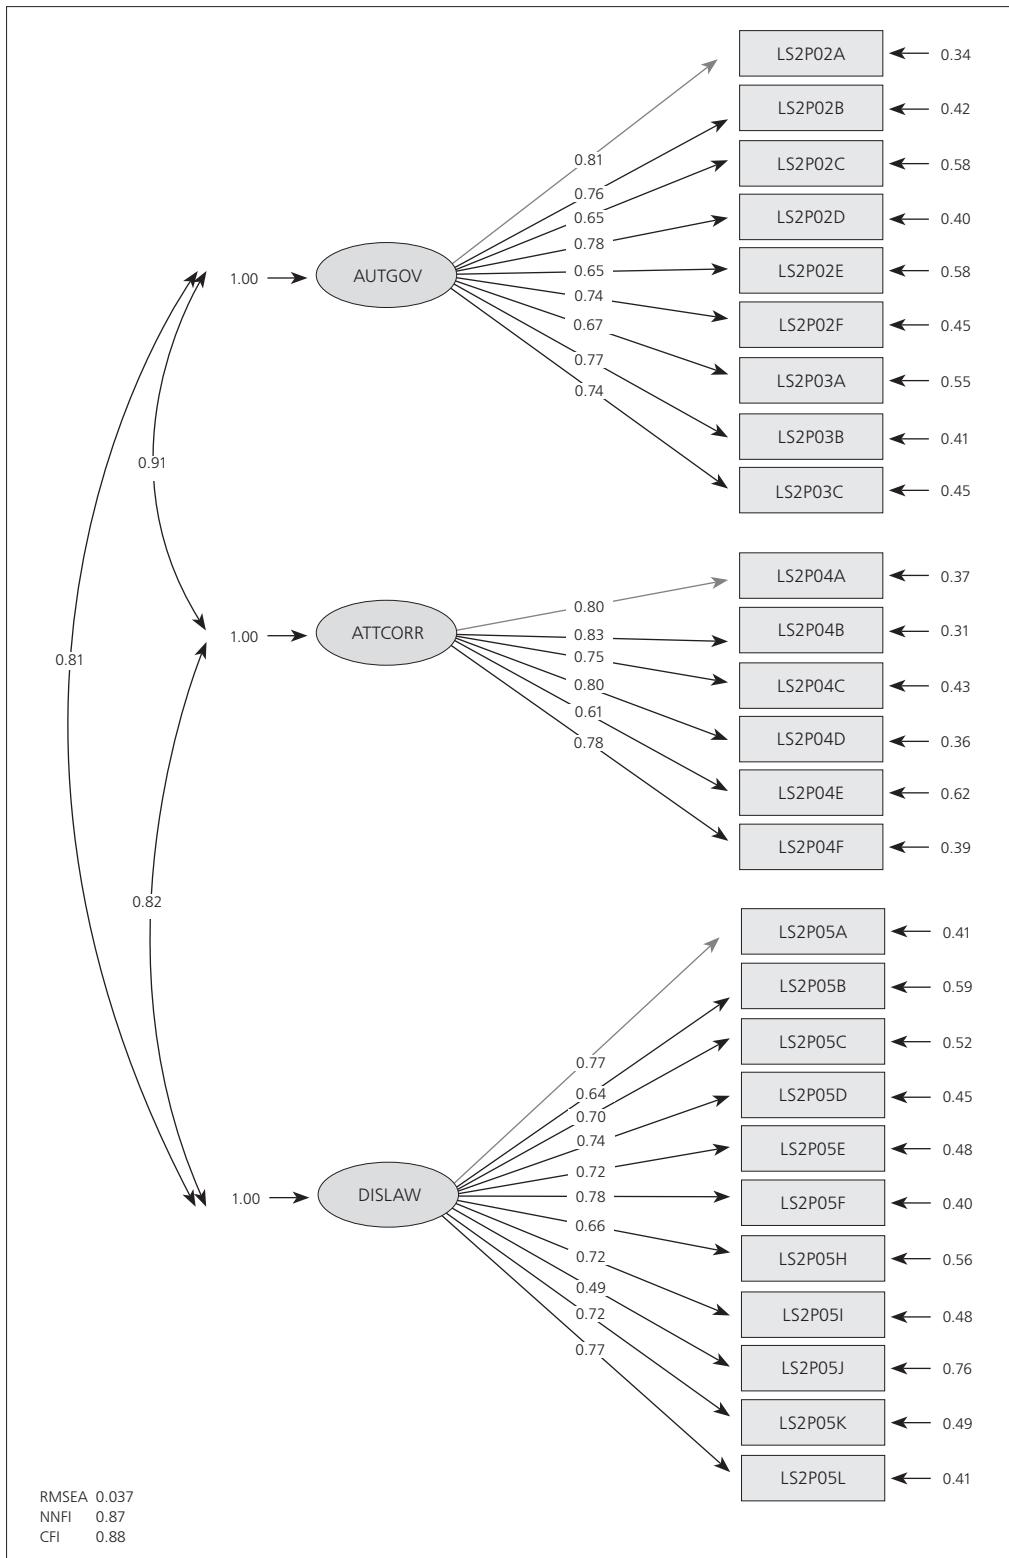 LS2P02A 0.34
LS2P02B 0.42
0.81
LS2P02C 0.58
0.76
0.65
LS2P02D 0.40
0.78
1.00 AUTGOV 0.65 LS2P02E 0.58
0.74
0.67 LS2P02F 0.45
0.77
LS2P03A 0.55
0.74
LS2P03B 0.41
0.91
LS2P03C 0.45
LS2P04A 0.37
0.80
1.00 ATTCORR 0.83 LS2P04B 0.31
0.81
0.75
0.80 LS2P04C 0.43
0.61
0.78 LS2P04D 0.36
LS2P04E 0.62
LS2P04F 0.39
0.82
LS2P05A 0.41
LS2P05B 0.59
LS2P05C 0.52
0.77
0.64 LS2P05D 0.45
0.70
0.74
LS2P05E 0.48
0.72
1.00 DISLAW 0.78 LS2P05F 0.40
0.66
0.72 LS2P05H 0.56
0.49
0.72 LS2P05I 0.48
0.77
LS2P05J 0.76
LS2P05K 0.49
LS2P05L 0.41
RMSEA 0.037
NNFI 0.87
CFI 0.88